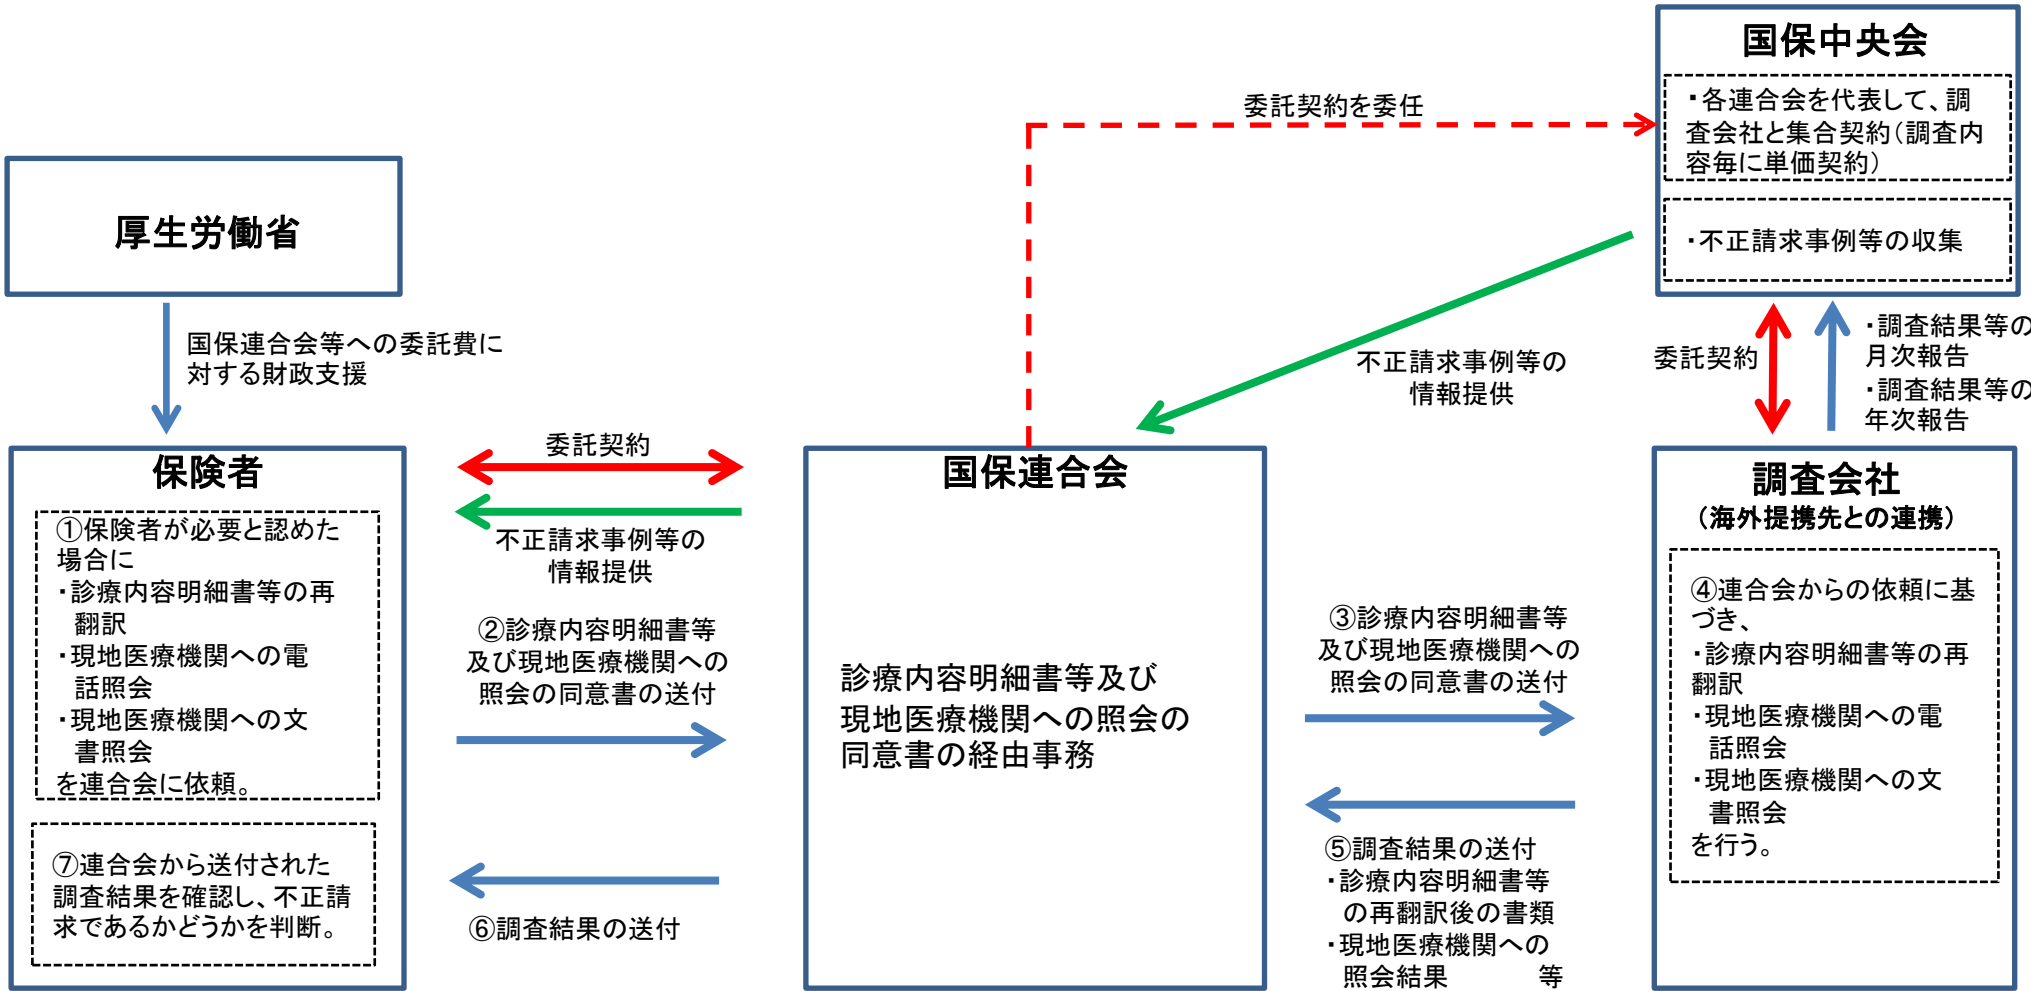 国保中央会
・各連合会を代表して、調
査会社と集合契約（調査内
容毎に単価契約）
・不正請求事例等の収集
委託契約を委任
厚生労働省
国保連合会等への委託費に
対する財政支援
不正請求事例等の
情報提供
委託契約
・調査結果等の
月次報告
・調査結果等の
年次報告
保険者
①保険者が必要と認めた
場合に
・診療内容明細書等の再
翻訳
・現地医療機関への電
話照会
・現地医療機関への文
書照会
を連合会に依頼。
⑦連合会から送付された
調査結果を確認し、不正請
求であるかどうかを判断。
委託契約
不正請求事例等の
情報提供
②診療内容明細書等
及び現地医療機関への
照会の同意書の送付
⑥調査結果の送付
国保連合会
診療内容明細書等及び
現地医療機関への照会の
同意書の経由事務
③診療内容明細書等
及び現地医療機関への
照会の同意書の送付
⑤調査結果の送付
・診療内容明細書等
の再翻訳後の書類
・現地医療機関への
照会結果　　　等
調査会社
（海外提携先との連携）
④連合会からの依頼に基
づき、
・診療内容明細書等の再
翻訳
・現地医療機関への電
話照会
・現地医療機関への文
書照会
を行う。